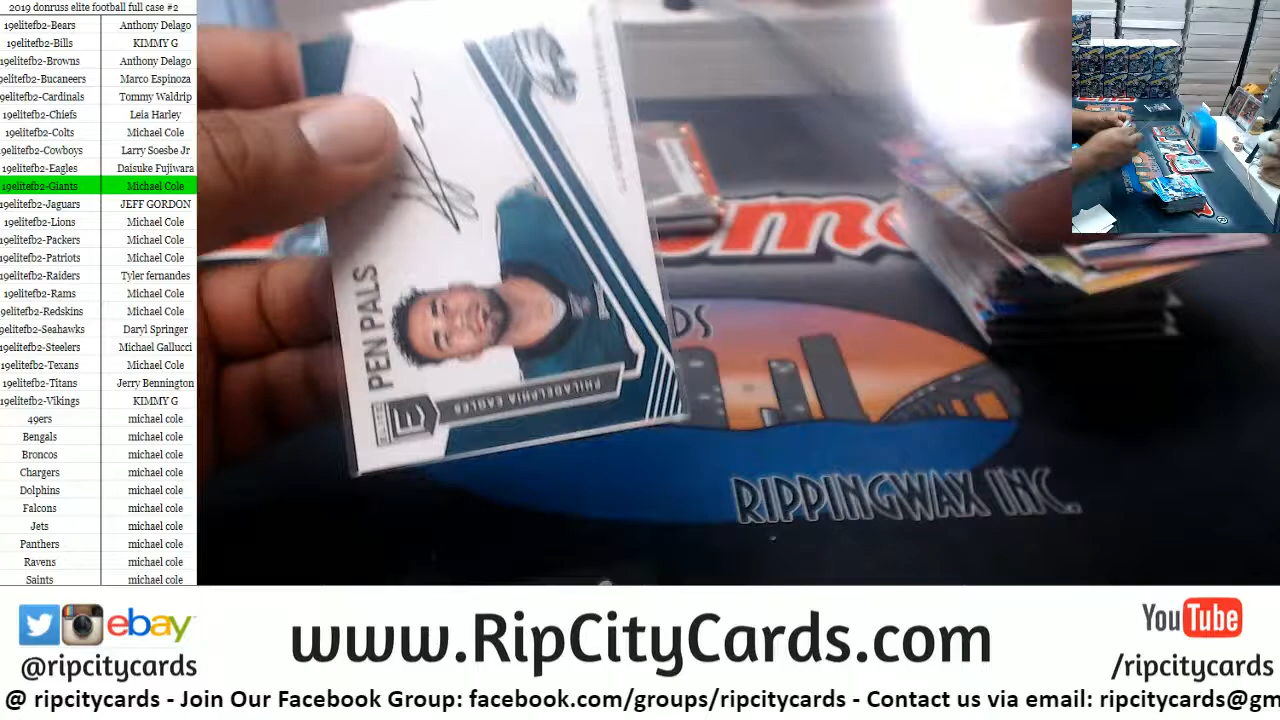 2019 donruss elite football full case #2
19elitefb2-Bears Anthony Delago
19elitefb2-Bills KIMMY G
19elitefb2-Browns Anthony Delago
9elitefb2-Bucaneers Marco Espinoza
9elitefb2-Cardinals Tommy Waldrip
19elitefb2-Chiefs Leia Harley
19elitefb2-Colts Michael Cole
9elitefb2-Cowboys Larry Soesbe Jr
19elitefb2-Eagles Daisuke Fujiwara
19elitefb2-Giants Michael Cole
19elitefb2-Jaguars JEFF GORDON
19elitefb2-Lions Michael Cole
19elitefb2-Packers Michael Cole
19elitefb2-Patriots Michael Cole
19elitefb2-Raiders Tyler fernandes
19elitefb2-Rams Michael Cole
9elitefb2-Redskins Michael Cole
9elitefb2-Seahawks Daryl Springer
19elitefb2-Steelers Michael Gallucci
19elitefb2-Texans Michael Cole
19elitefb2-Titans Jerry Bennington
19elitefb2-Vikings KIMMY G
49ers michael cole
Bengals michael cole
Broncos michael cole
Chargers michael cole
Dolphins michael cole
Falcons michael cole
Jets michael cole
Panthers michael cole
Ravens michael cole
Saints michael cole
PEN PALS
PHILADELPHIA EAGLES
ELITE
DS
RIPPINGWAX INC.
ebay
@ripcitycards
www.RipCityCards.com
YouTube
/ripcitycards
@ ripcitycards - Join Our Facebook Group: facebook.com/groups/ripcitycards - Contact us via email: ripcitycards@gm